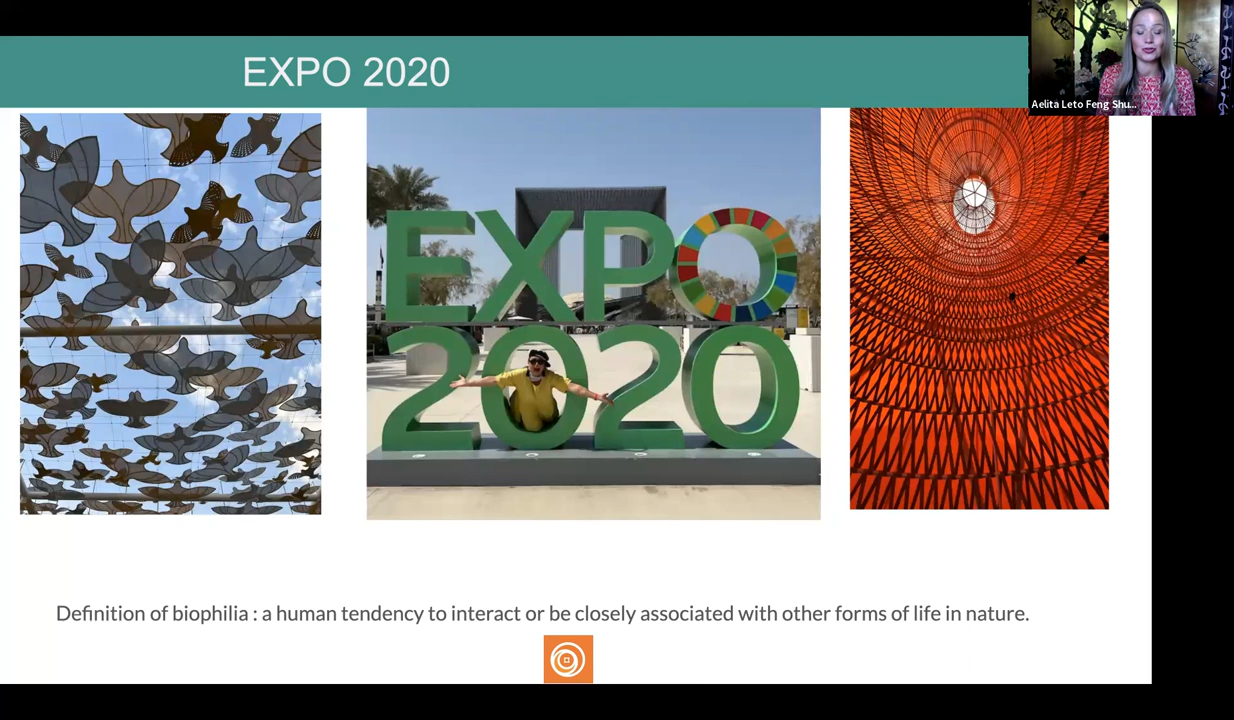 EXPO 2020
Aelita Leto Feng Shu...
EXPO
2020
Definition of biophilia : a human tendency to interact or be closely associated with other forms of life in nature.